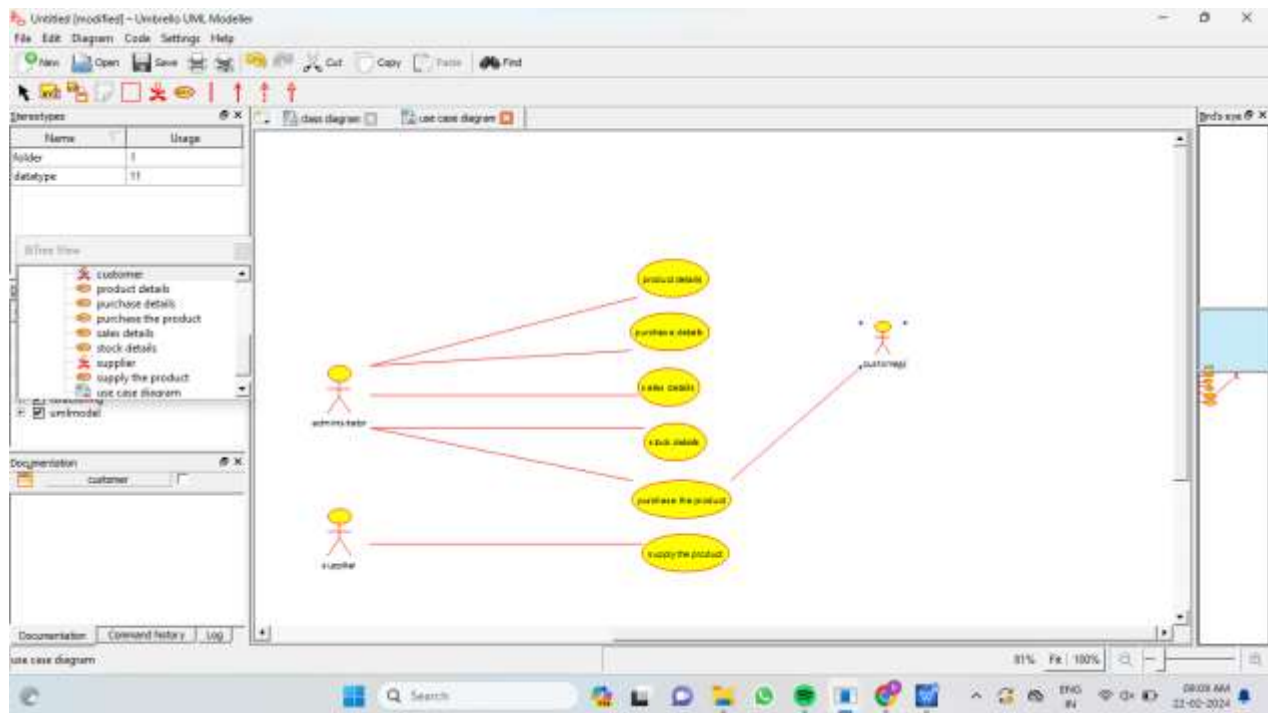 Untitled [modified] – Umbrello UML Modeller
File Edit Diagram Code Settings Help
New Open Save Cut Copy Paste Find
Stereotypes
class diagram
use case diagram
Bird's eye
Name Usage
folder 1
datatype 11
Tree View
customer
product details
purchase details
purchase the product
sales details
stock details
supplier
supply the product
use case diagram
umlmodel
Documentation
customer
product details
purchase details
sales details
stock details
purchase the product
supply the product
supplier
Documentation Command history Log
use case diagram
81% Fit 100%
Search
ENG
IN
08:08 AM
22-02-2024